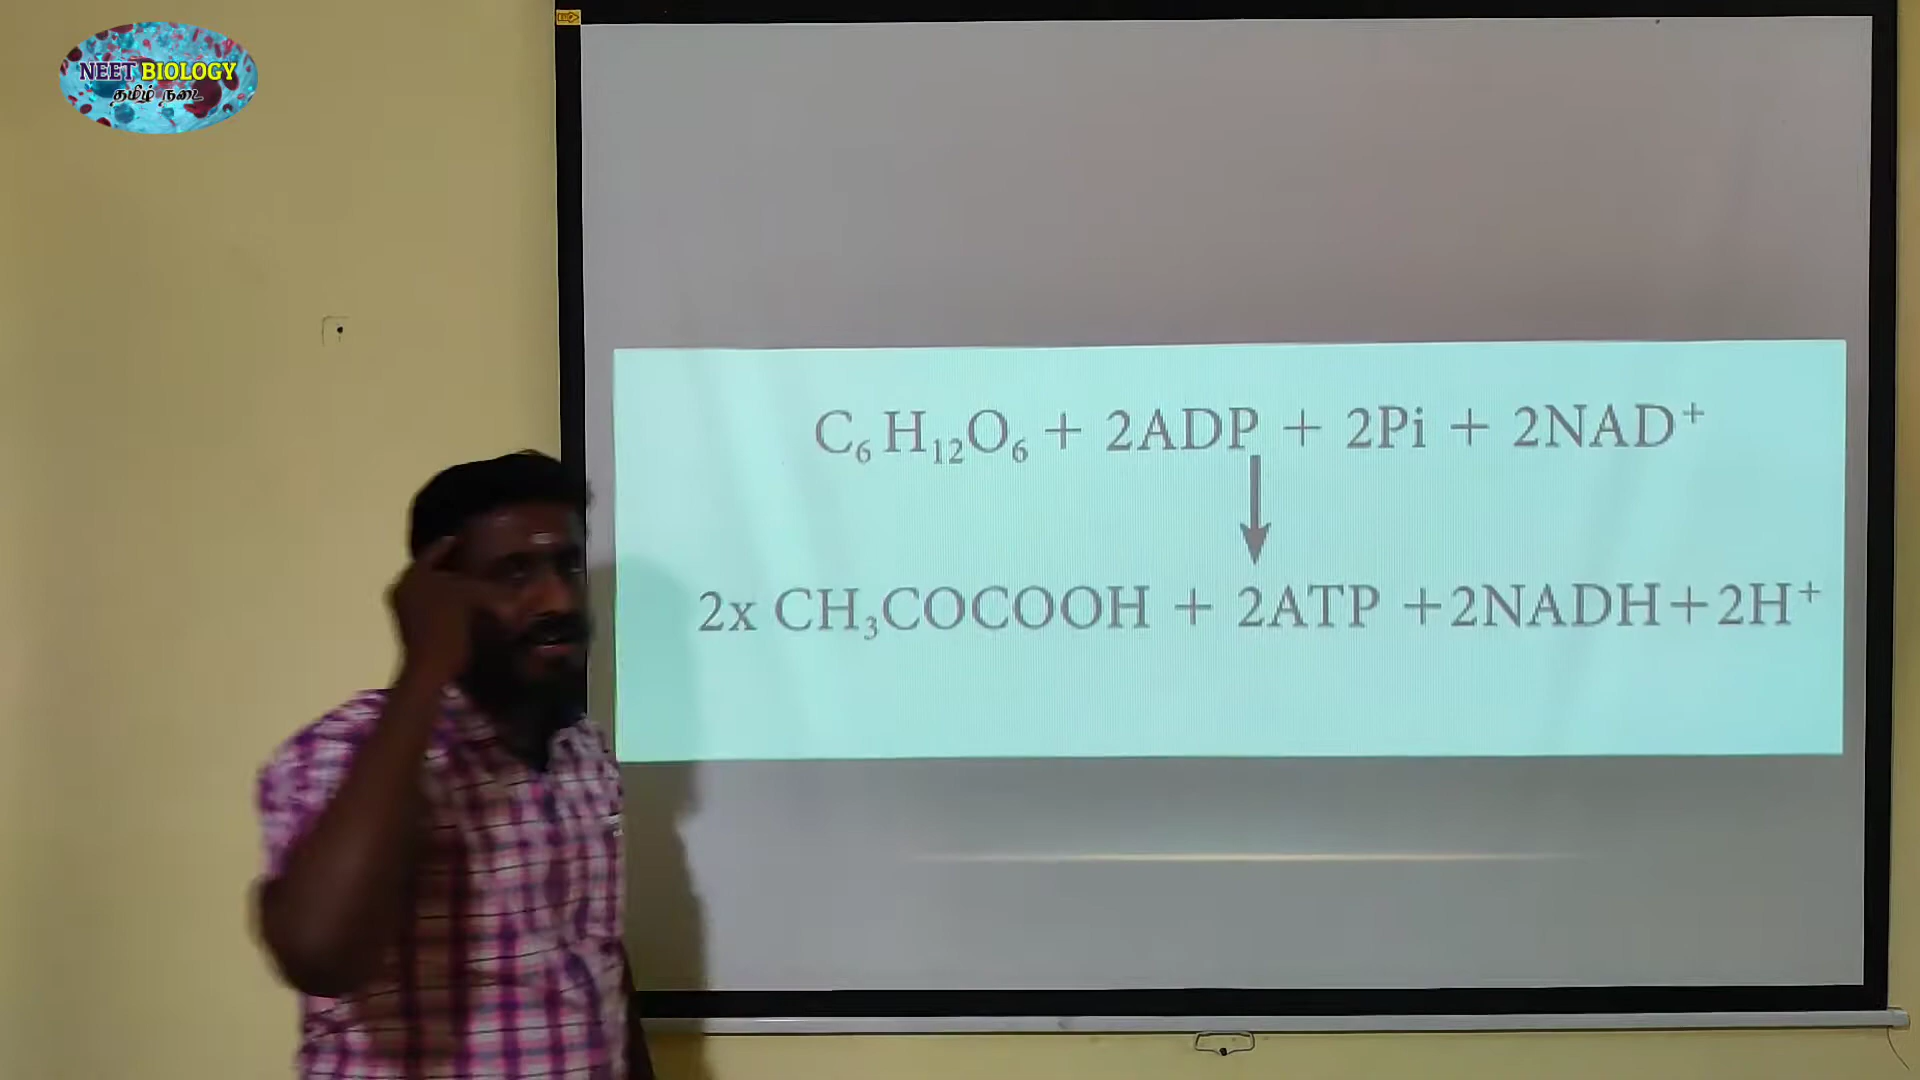 NEET BIOLOGY
தமிழ் நடை
C₆H₁₂O₆ + 2ADP + 2Pi + 2NAD⁺
2x CH₃COCOOH + 2ATP +2NADH+2H⁺